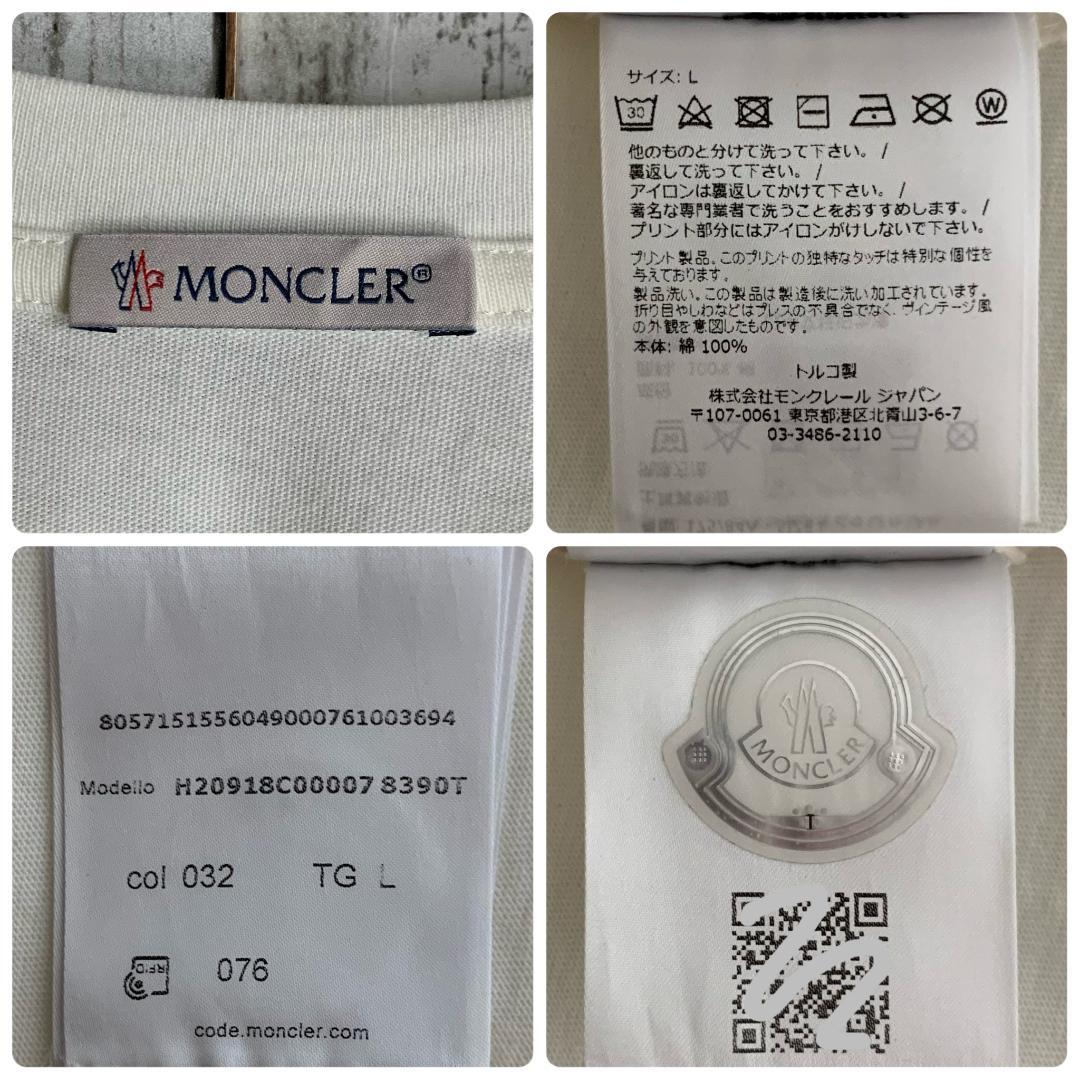 MONCLER®
サイズ: L
30
W
他のものと分けて洗って下さい。 /
裏返して洗って下さい。 /
アイロンは裏返してかけて下さい。 /
著名な専門業者で洗うことをおすすめします。 /
プリント部分にはアイロンがけしないで下さい。
プリント製品。このプリントの独特なタッチは特別な個性を
与えております。
製品洗い。この製品は製造後に洗い加工されています。
折り目やしわなどはプレスの不具合でなく、ヴィンテージ風
の外観を意図したものです。
本体: 綿 100%
トルコ製
株式会社モンクレール ジャパン
〒107-0061 東京都港区北青山3-6-7
03-3486-2110
8057151556049000761003694
Modello H20918C00007 8390T
col 032 TG L
RFID 076
code.moncler.com
MONCLER
T